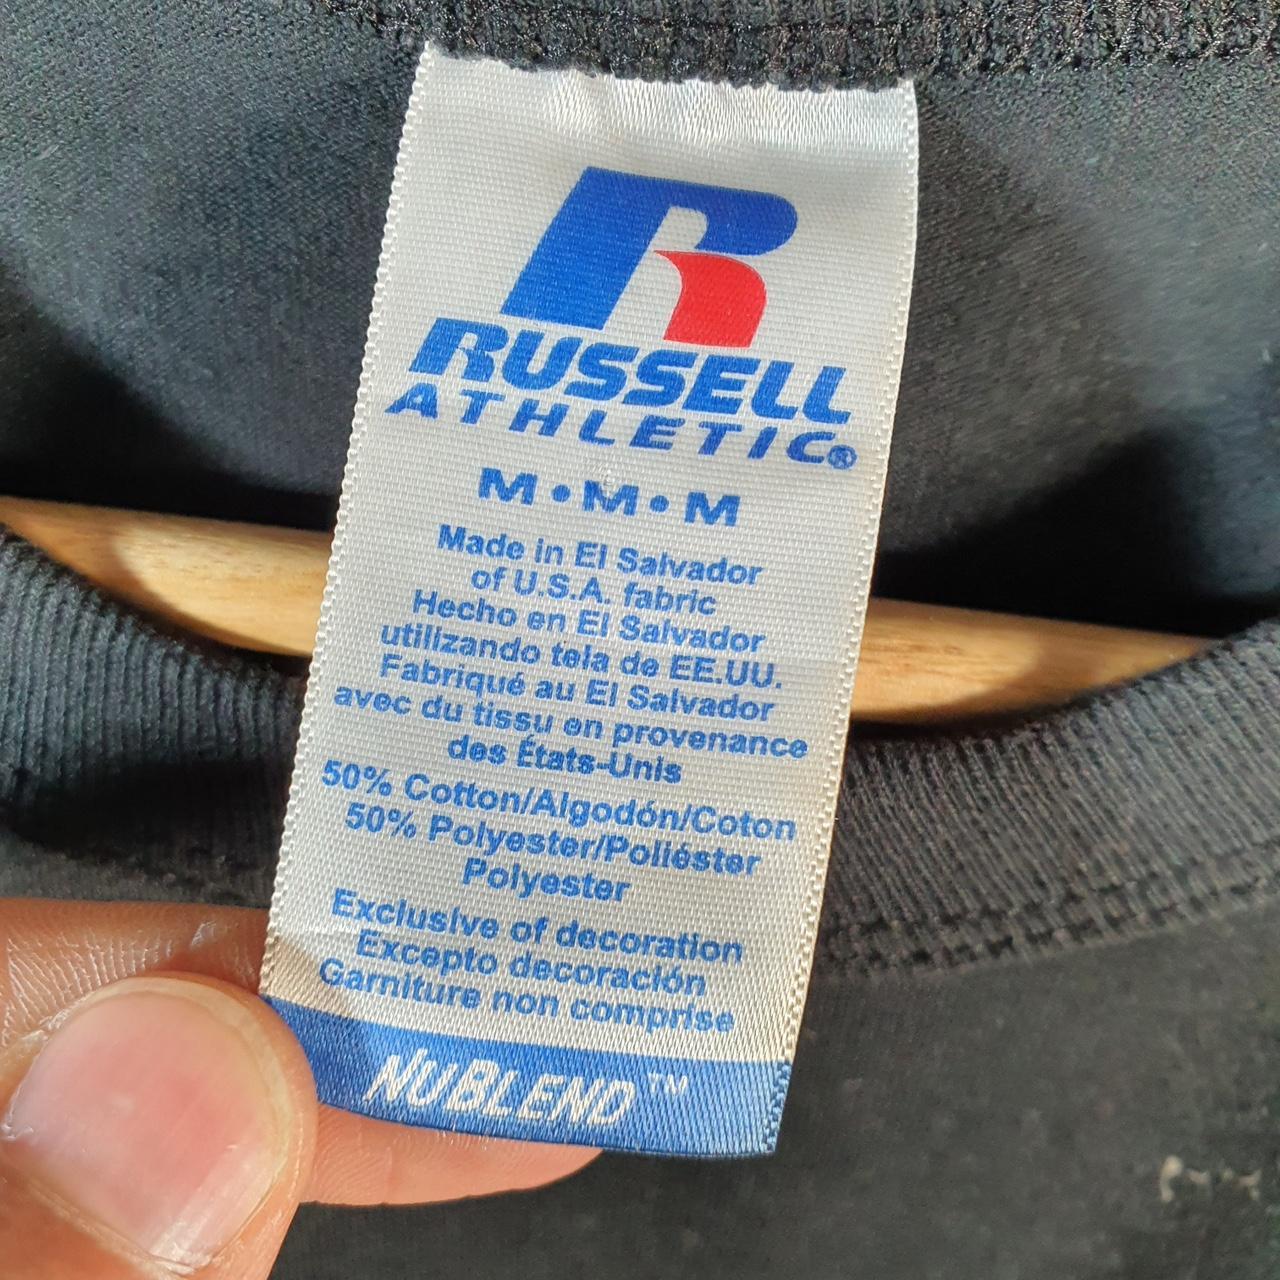 R
RUSSELL
ATHLETIC®
M•M•M
Made in El Salvador
of U.S.A. fabric
Hecho en El Salvador
utilizando tela de EE.UU.
Fabriqué au El Salvador
avec du tissu en provenance
des États-Unis
50% Cotton/Algodón/Coton
50% Polyester/Poliéster
Polyester
Exclusive of decoration
Excepto decoración
Garniture non comprise
NUBLEND™